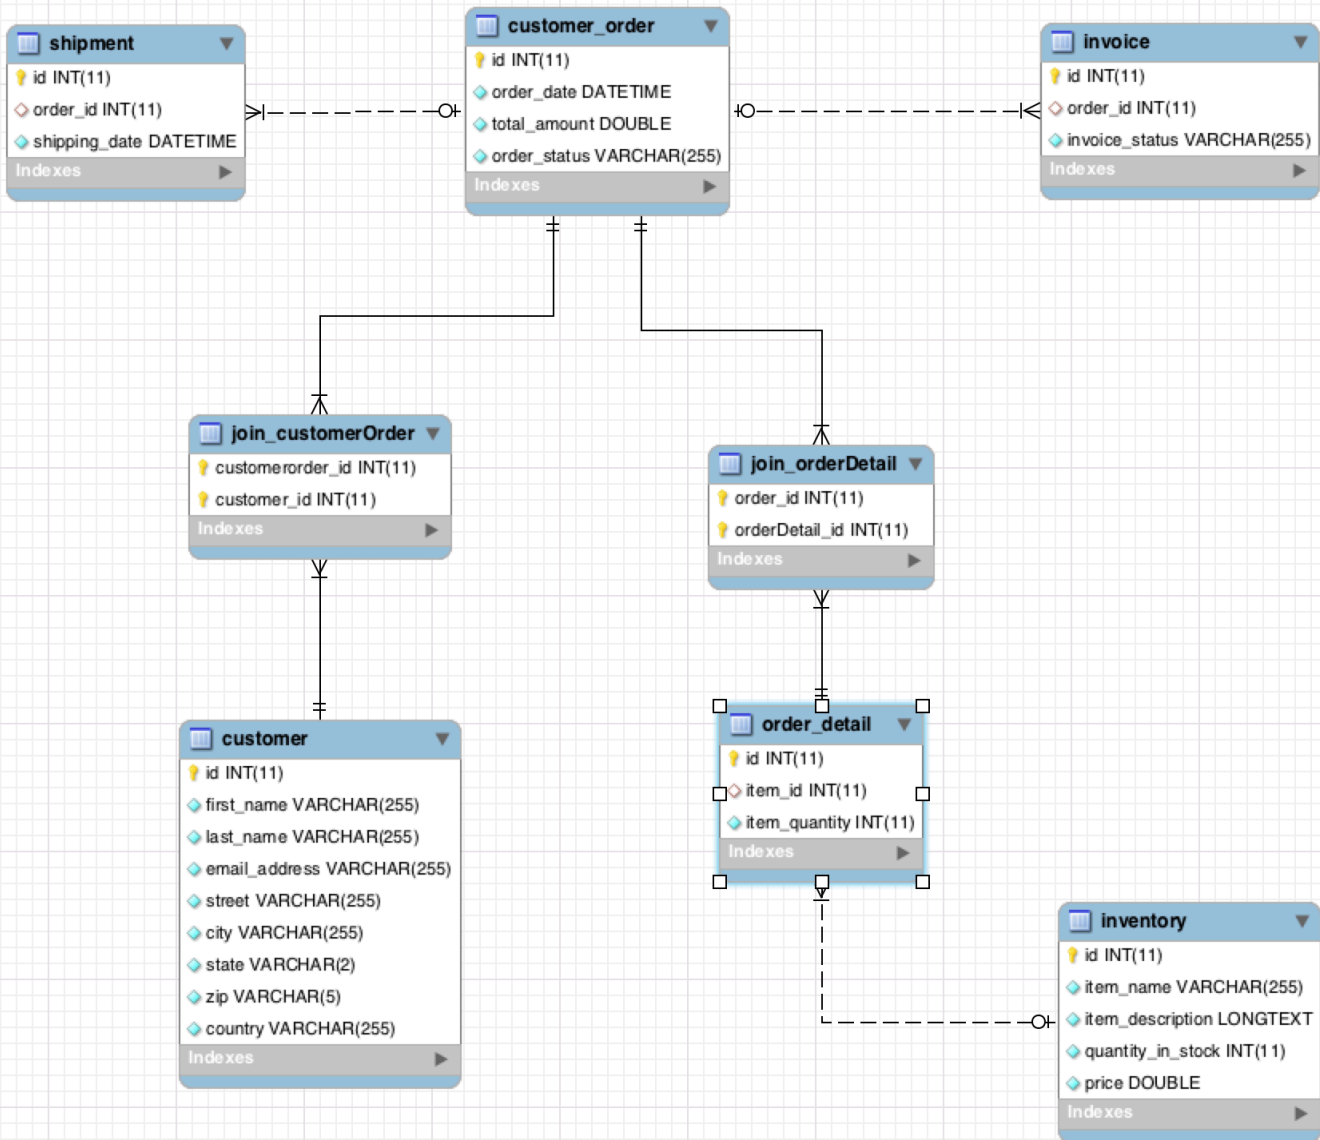 shipment
id INT(11)
order_id INT(11)
shipping_date DATETIME
Indexes
customer_order
id INT(11)
order_date DATETIME
total_amount DOUBLE
order_status VARCHAR(255)
Indexes
invoice
id INT(11)
order_id INT(11)
invoice_status VARCHAR(255)
Indexes
join_customerOrder
customerorder_id INT(11)
customer_id INT(11)
Indexes
join_orderDetail
order_id INT(11)
orderDetail_id INT(11)
Indexes
customer
id INT(11)
first_name VARCHAR(255)
last_name VARCHAR(255)
email_address VARCHAR(255)
street VARCHAR(255)
city VARCHAR(255)
state VARCHAR(2)
zip VARCHAR(5)
country VARCHAR(255)
Indexes
order_detail
id INT(11)
item_id INT(11)
item_quantity INT(11)
Indexes
inventory
id INT(11)
item_name VARCHAR(255)
item_description LONGTEXT
quantity_in_stock INT(11)
price DOUBLE
Indexes